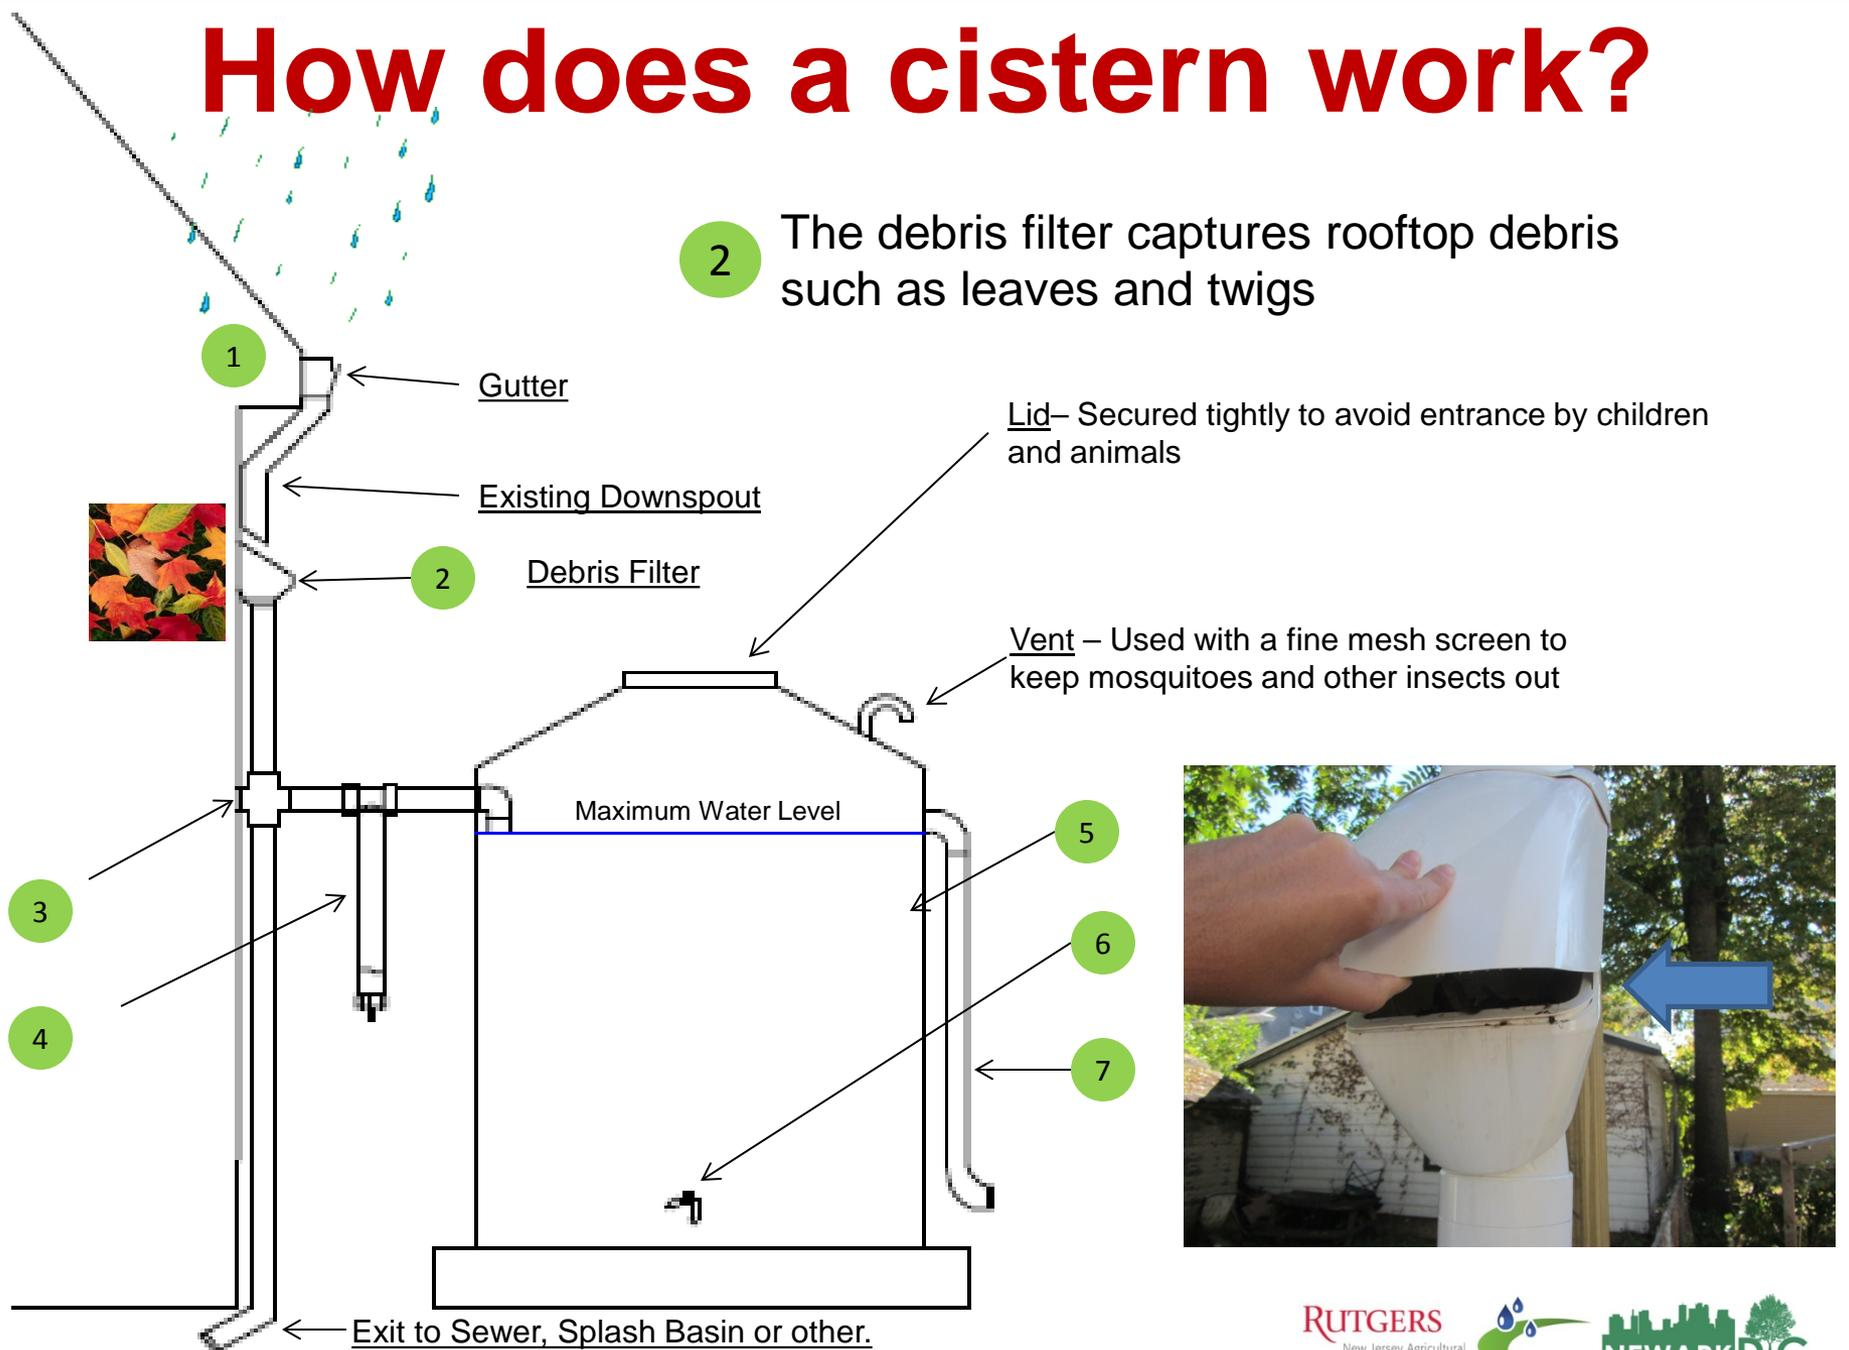 How does a cistern work?
2
The debris filter captures rooftop debris
such as leaves and twigs
1
Gutter
Lid– Secured tightly to avoid entrance by children
and animals
Existing Downspout
2
Debris Filter
Vent – Used with a fine mesh screen to
keep mosquitoes and other insects out
Maximum Water Level
5
3
6
4
7
Exit to Sewer, Splash Basin or other.
RUTGERS
New Jersey Agricultural
NEWARK DIG